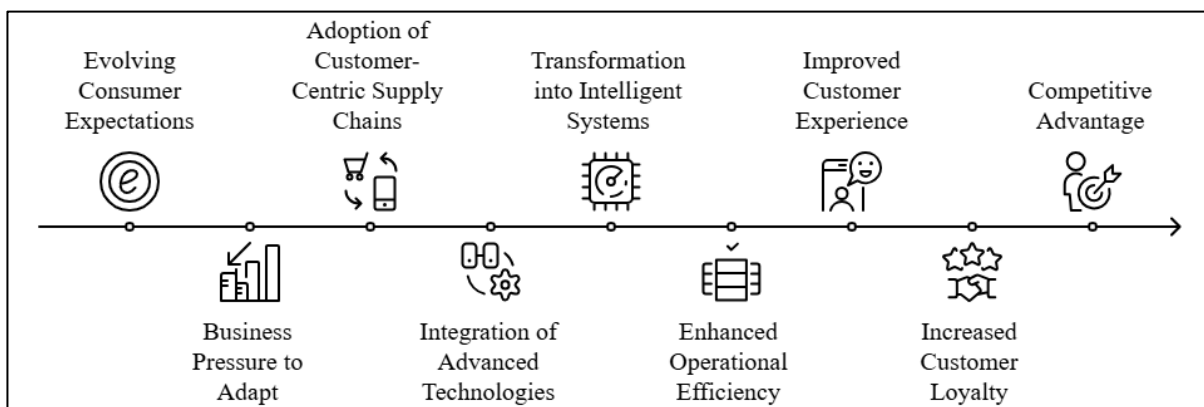 Evolving
Consumer
Expectations
Business
Pressure to
Adapt
Adoption of
Customer-
Centric Supply
Chains
Integration of
Advanced
Technologies
Transformation
into Intelligent
Systems
Enhanced
Operational
Efficiency
Improved
Customer
Experience
Increased
Customer
Loyalty
Competitive
Advantage